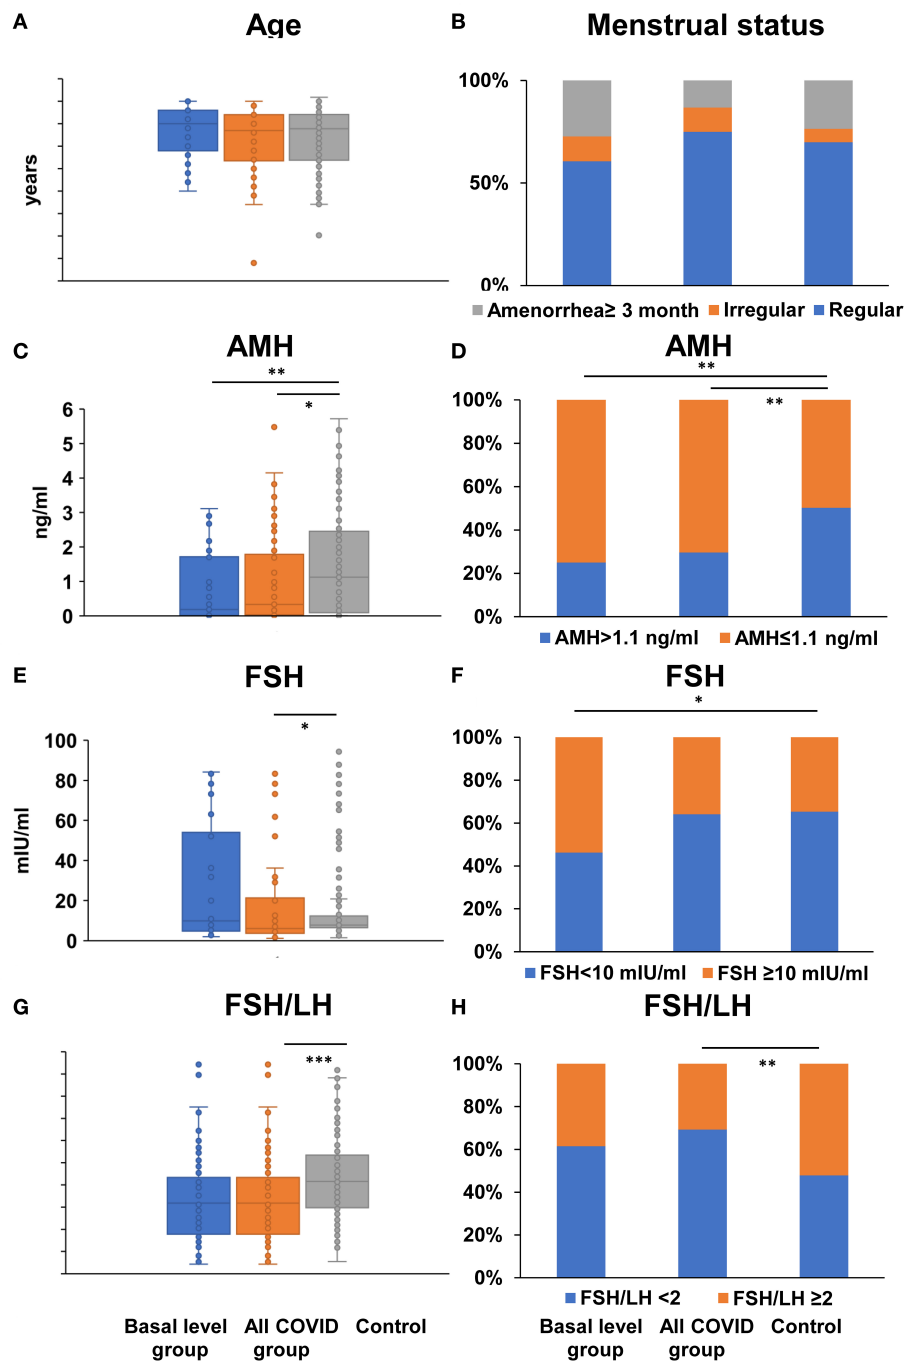 A
Age
years
B
Menstrual status
100%
50%
0%
Amenorrhea≥ 3 month
Irregular
Regular
C
AMH
**
*
6
5
4
3
2
1
0
ng/ml
D
AMH
**
**
100%
80%
60%
40%
20%
0%
AMH>1.1 ng/ml
AMH≤1.1 ng/ml
E
FSH
*
100
80
60
40
20
0
mIU/ml
F
FSH
*
100%
80%
60%
40%
20%
0%
FSH<10 mIU/ml
FSH ≥10 mIU/ml
G
FSH/LH
***
Basal level
group
All COVID
group
Control
H
FSH/LH
**
100%
80%
60%
40%
20%
0%
FSH/LH <2
FSH/LH ≥2
Basal level
group
All COVID
group
Control